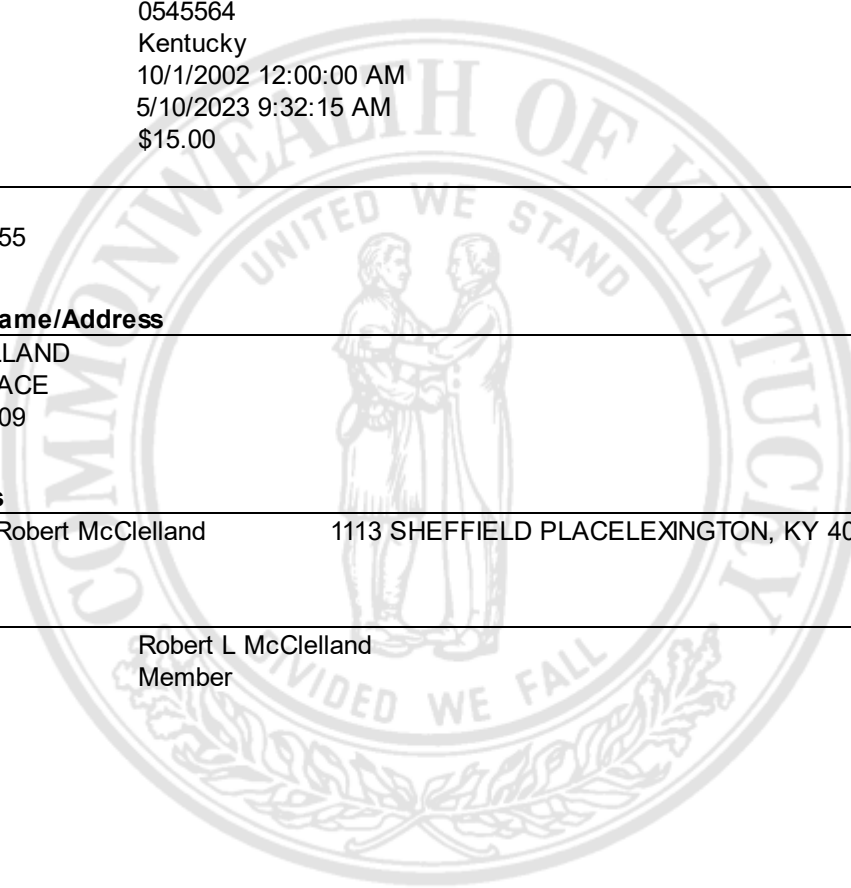 0545564
Kentucky
10/1/2002 12:00:00 AM
5/10/2023 9:32:15 AM
$15.00
55
ame/Address
LLAND
ACE
09
s
Robert McClelland 1113 SHEFFIELD PLACELEXINGTON, KY 40
Robert L McClelland
Member
COMMONWEALTH OF KENTUCKY
UNITED WE STAND
DIVIDED WE FALL